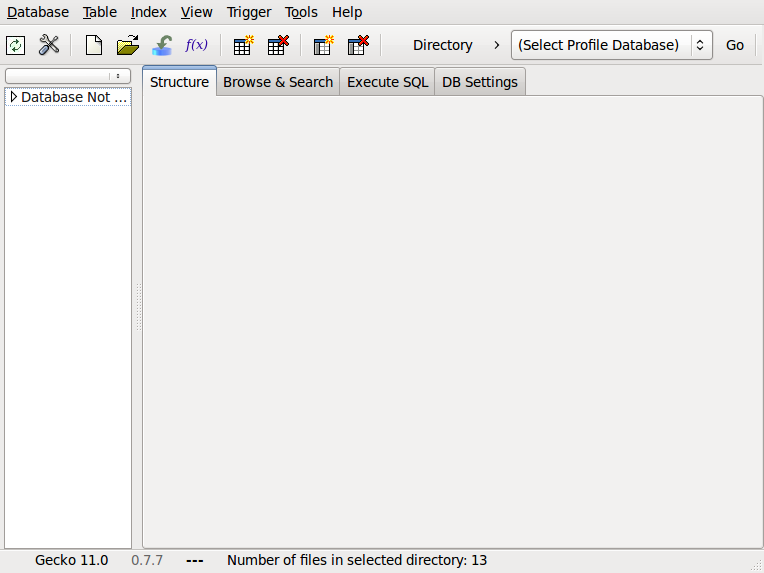 Database Table Index View Trigger Tools Help
f(x) Directory (Select Profile Database) Go
Structure Browse & Search Execute SQL DB Settings
Database Not ...
Gecko 11.0 0.7.7 --- Number of files in selected directory: 13